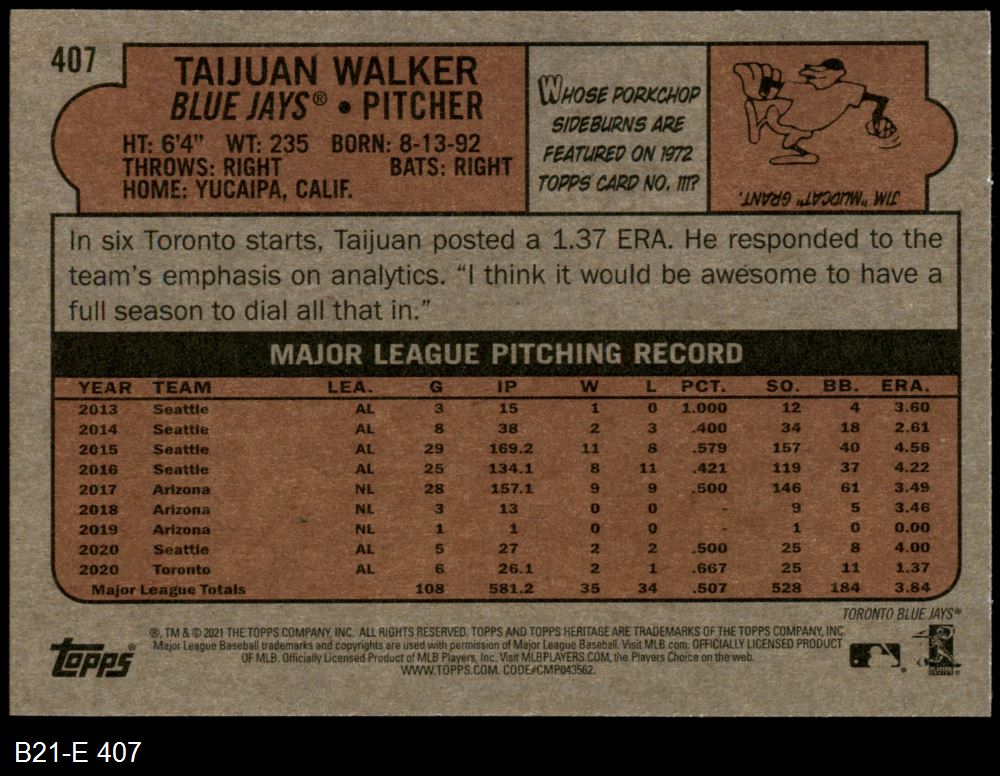 407
TAIJUAN WALKER
BLUE JAYS® • PITCHER
HT: 6'4" WT: 235 BORN: 8-13-92
THROWS: RIGHT BATS: RIGHT
HOME: YUCAIPA, CALIF.
WHOSE PORKCHOP
SIDEBURNS ARE
FEATURED ON 1972
TOPPS CARD NO. 111?
JIM "MUDCAT" GRANT.
In six Toronto starts, Taijuan posted a 1.37 ERA. He responded to the
team's emphasis on analytics. "I think it would be awesome to have a
full season to dial all that in."
MAJOR LEAGUE PITCHING RECORD
YEAR TEAM LEA. G IP W L PCT. SO. BB. ERA.
2013 Seattle AL 3 15 1 0 1.000 12 4 3.60
2014 Seattle AL 8 38 2 3 .400 34 18 2.61
2015 Seattle AL 29 169.2 11 8 .579 157 40 4.56
2016 Seattle AL 25 134.1 8 11 .421 119 37 4.22
2017 Arizona NL 28 157.1 9 9 .500 146 61 3.49
2018 Arizona NL 3 13 0 0 - 9 5 3.46
2019 Arizona NL 1 1 0 0 - 1 0 0.00
2020 Seattle AL 5 27 2 2 .500 25 8 4.00
2020 Toronto AL 6 26.1 2 1 .667 25 11 1.37
Major League Totals 108 581.2 35 34 .507 528 184 3.84
TORONTO BLUE JAYS®
topps®
®, TM & © 2021 THE TOPPS COMPANY, INC. ALL RIGHTS RESERVED. TOPPS AND TOPPS HERITAGE ARE TRADEMARKS OF THE TOPPS COMPANY, INC.
Major League Baseball trademarks and copyrights are used with permission of Major League Baseball. Visit MLB.com. OFFICIALLY LICENSED PRODUCT
OF MLB. Officially Licensed Product of MLB Players, Inc. Visit MLBPLAYERS.COM, the Players Choice on the web.
WWW.TOPPS.COM. CODE#CMP043562.
B21-E 407